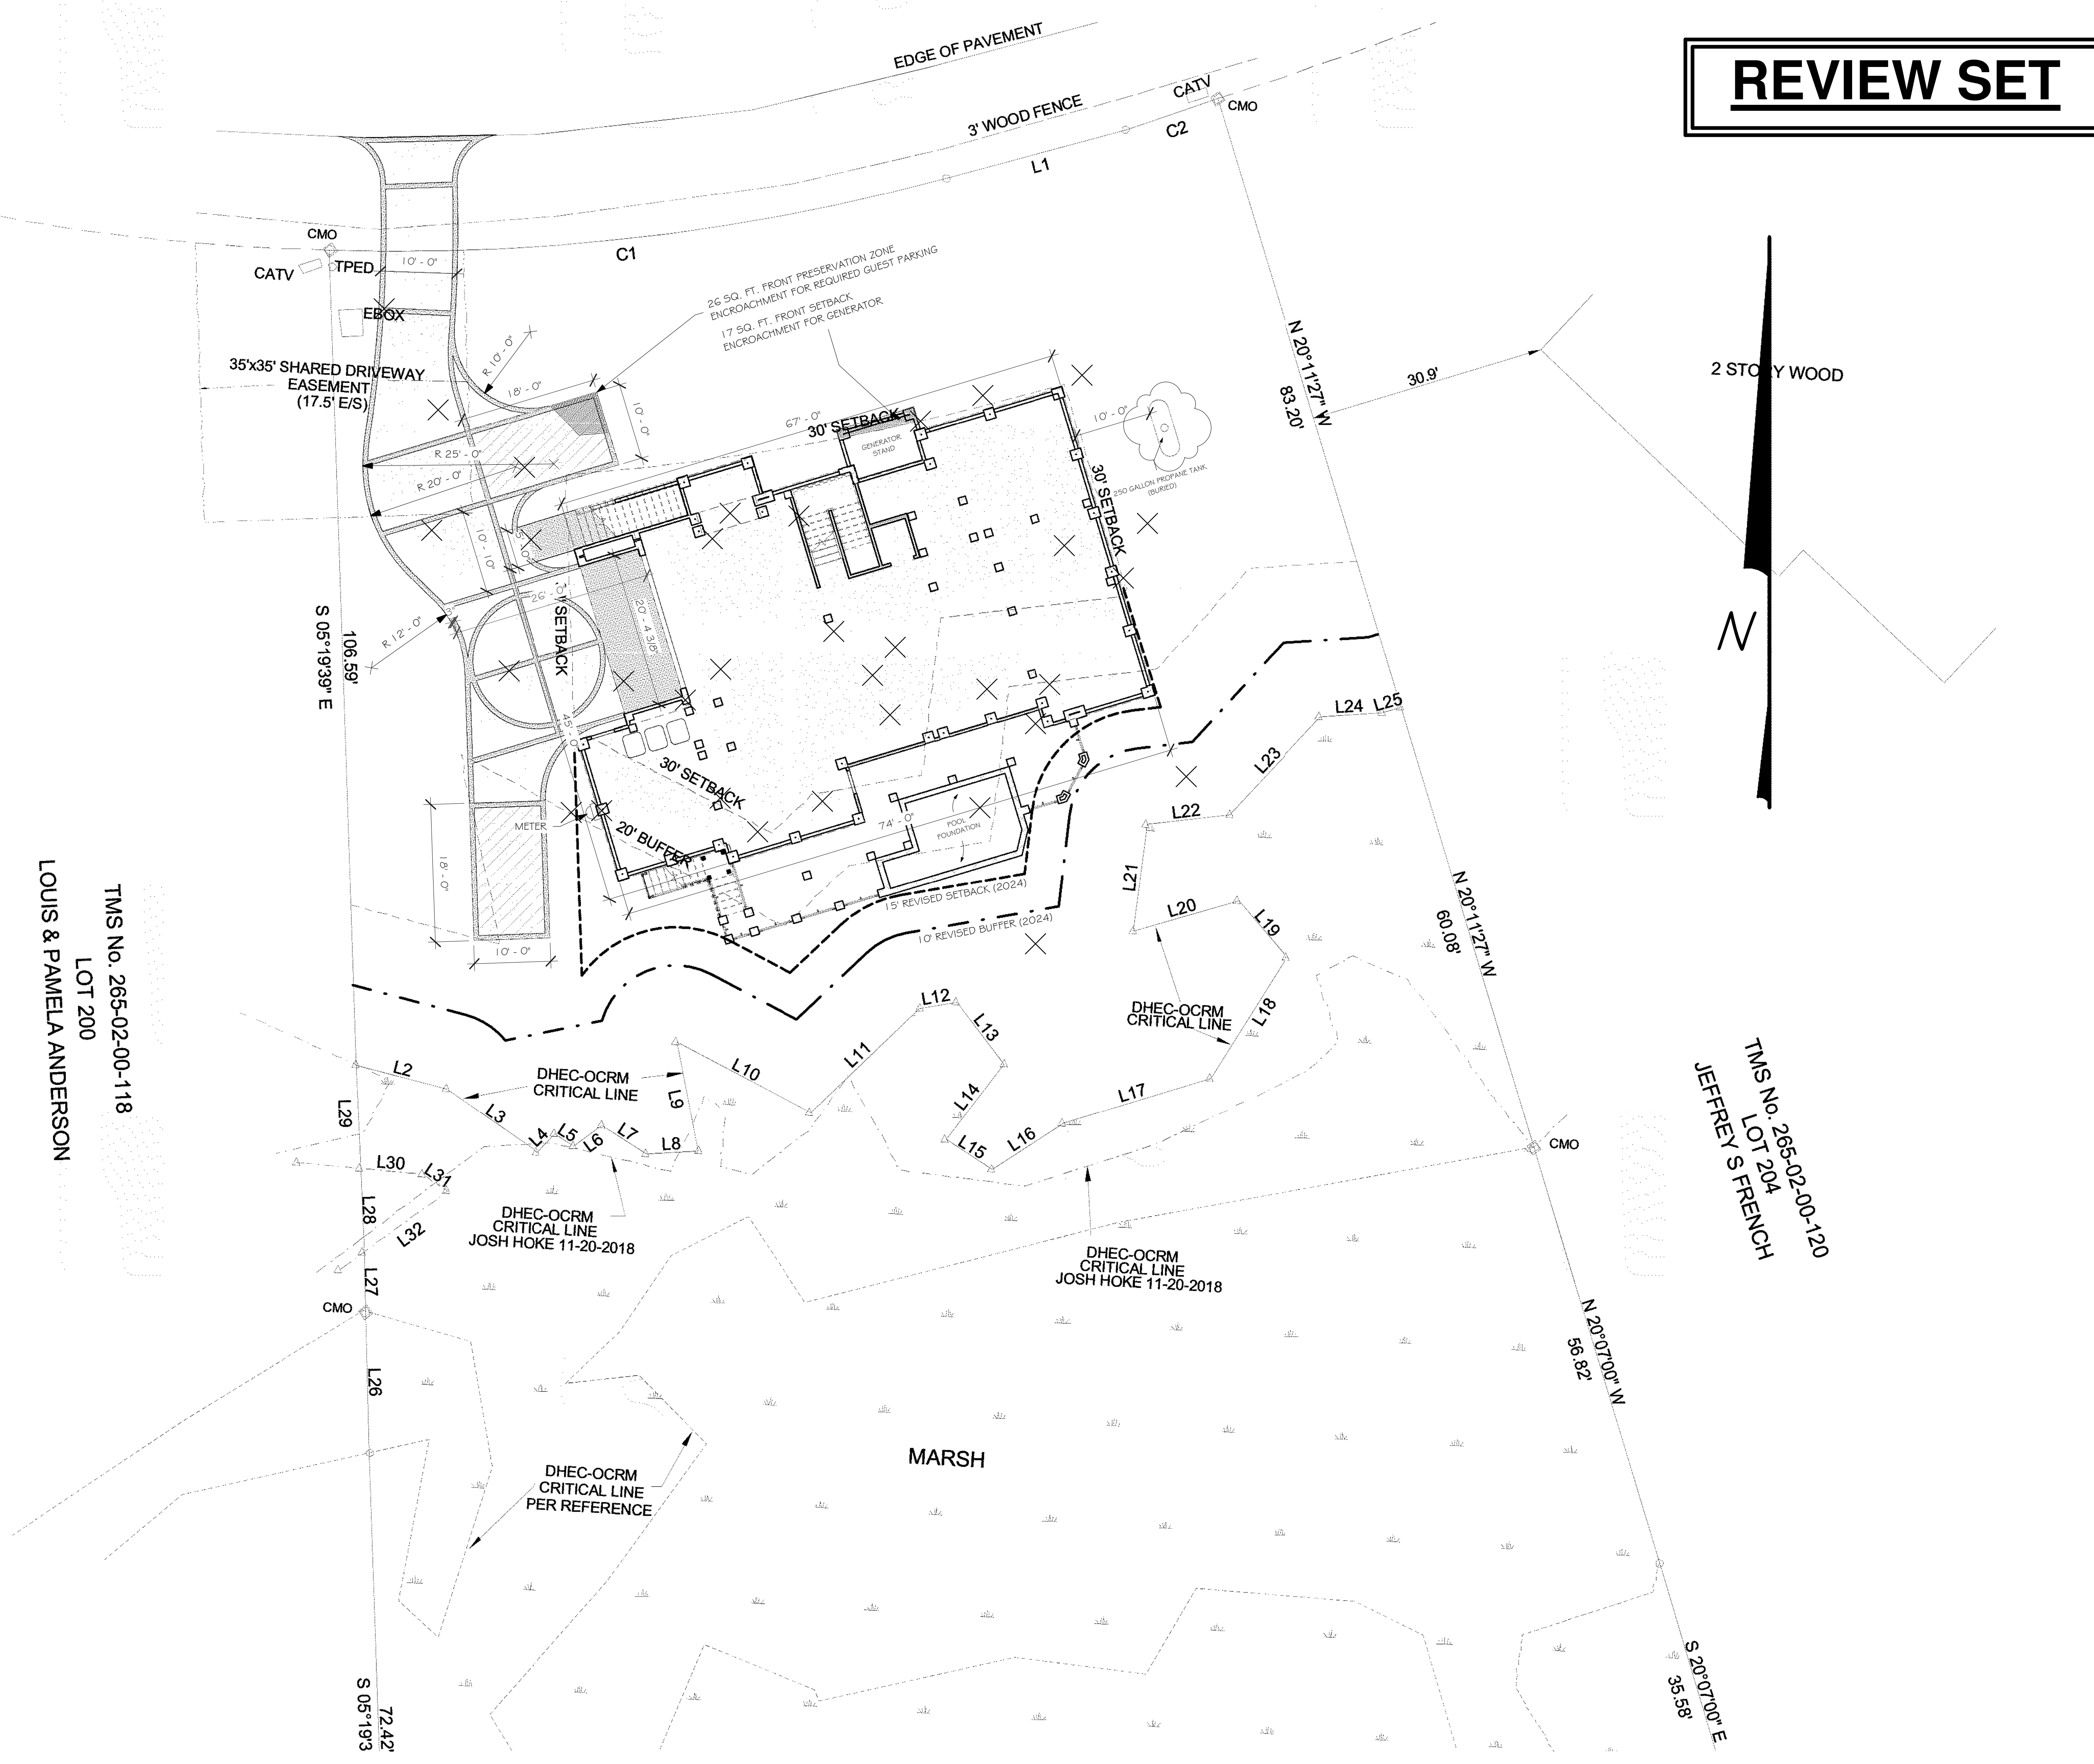 REVIEW SET
EDGE OF PAVEMENT
3' WOOD FENCE
CATV
CMO
C2
L1
C1
CMO
CATV
TPED
10' - 0"
EBOX
35'x35' SHARED DRIVEWAY
EASEMENT
(17.5' E/S)
26 SQ. FT. FRONT PRESERVATION ZONE
ENCROACHMENT FOR REQUIRED GUEST PARKING
17 SQ. FT. FRONT SETBACK
ENCROACHMENT FOR GENERATOR
R 10' - 0"
18' - 0"
10' - 0"
67' - 0"
30' SETBACK
GENERATOR
STAND
10' - 0"
250 GALLON PROPANE TANK
(BURIED)
30' SETBACK
N 20°11'27" W
83.20'
30.9'
2 STORY WOOD
N
R 25' - 0"
R 20' - 0"
10' - 10"
5' - 0"
26' - 0"
20' - 4 3/8"
R 12' - 0"
3'
" SETBACK
45' - 0"
S 05°19'39" E
106.59'
30' SETBACK
20' BUFFER
METER
18' - 0"
10' - 0"
74' - 0"
POOL
FOUNDATION
15' REVISED SETBACK (2024)
10' REVISED BUFFER (2024)
L24
L25
L23
L22
L21
L20
L19
L18
DHEC-OCRM
CRITICAL LINE
L17
L16
L15
L14
L13
L12
L11
L10
L9
L8
L7
L6
L5
L4
L3
L2
DHEC-OCRM
CRITICAL LINE
L29
L30
L31
L28
L32
L27
CMO
L26
DHEC-OCRM
CRITICAL LINE
JOSH HOKE 11-20-2018
DHEC-OCRM
CRITICAL LINE
JOSH HOKE 11-20-2018
DHEC-OCRM
CRITICAL LINE
PER REFERENCE
MARSH
N 20°11'27" W
60.08'
CMO
N 20°07'00" W
56.82'
S 20°07'00" E
35.58'
TMS No. 265-02-00-118
LOT 200
LOUIS & PAMELA ANDERSON
TMS No. 265-02-00-120
LOT 204
JEFFREY S FRENCH
72.42'
S 05°19'3